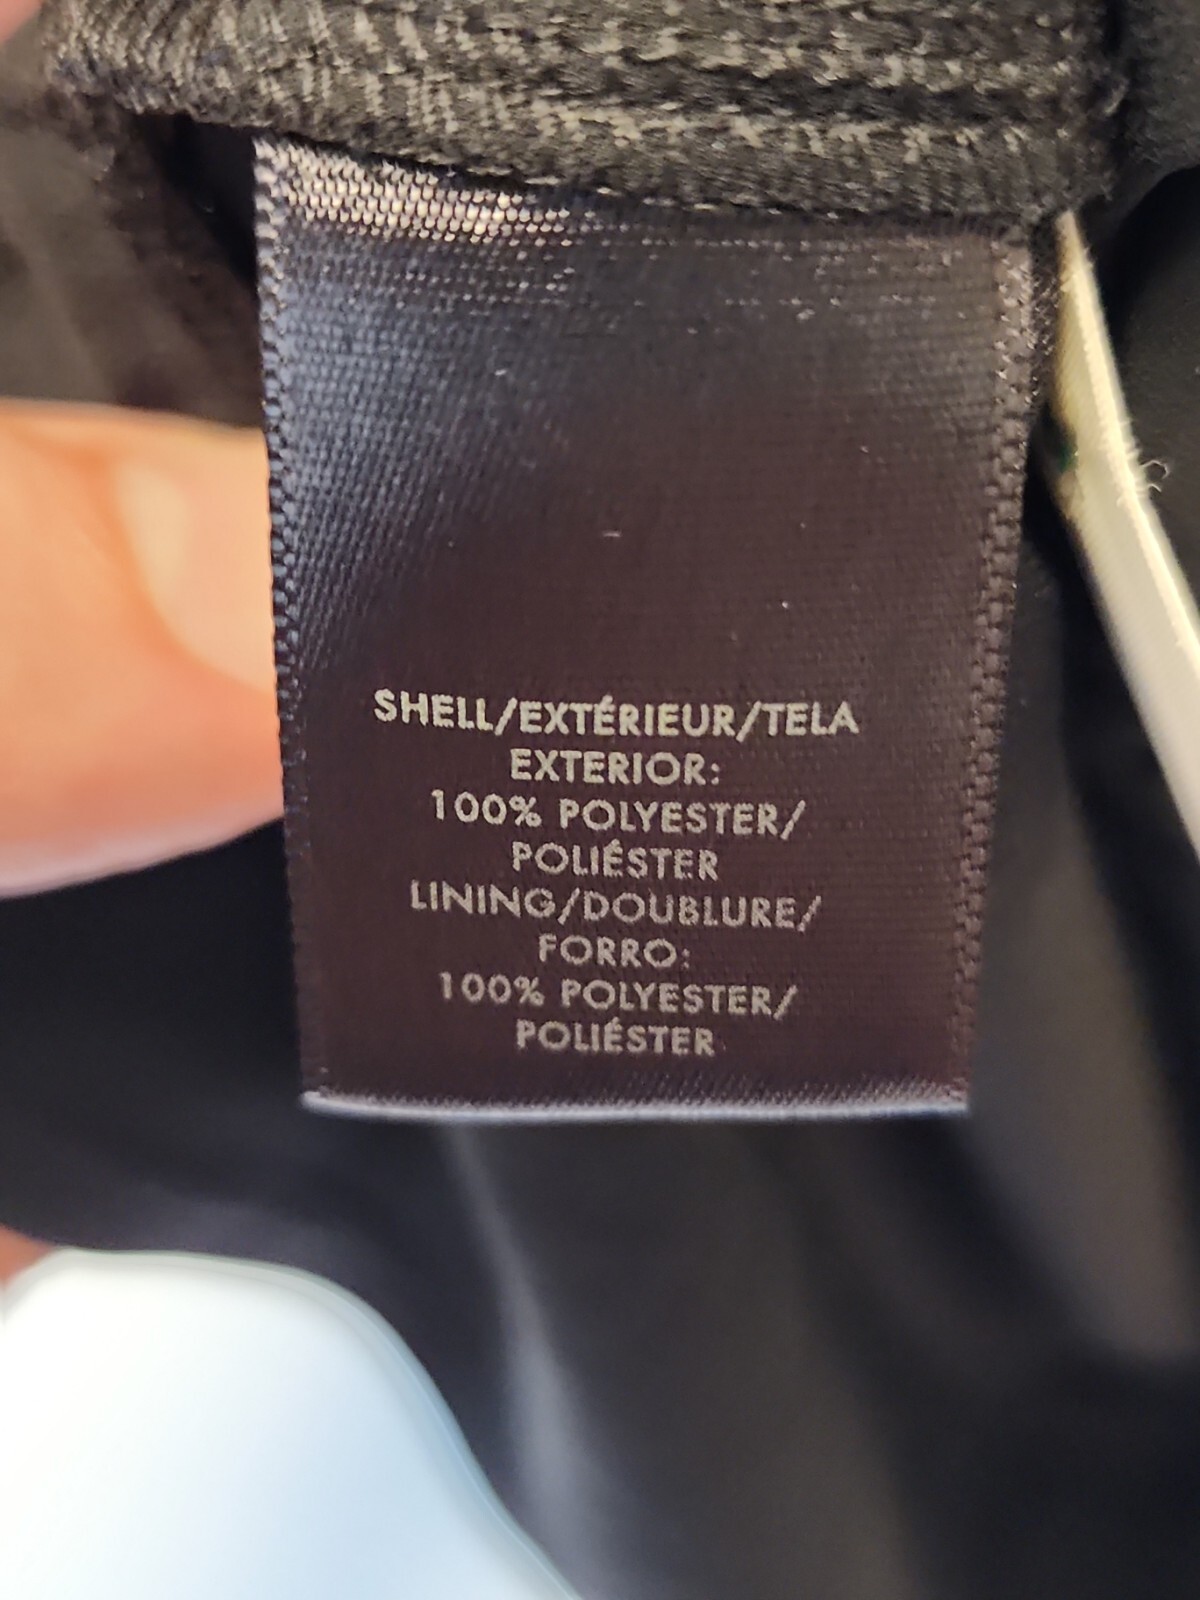 SHELL/EXTÉRIEUR/TELA
EXTERIOR:
100% POLYESTER/
POLIÉSTER
LINING/DOUBLURE/
FORRO:
100% POLYESTER/
POLIÉSTER